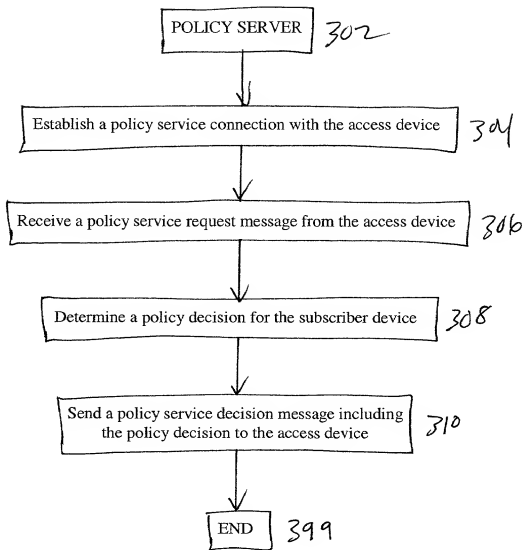 POLICY SERVER 302
Establish a policy service connection with the access device 304
Receive a policy service request message from the access device 306
Determine a policy decision for the subscriber device 308
Send a policy service decision message including
the policy decision to the access device 310
END 399